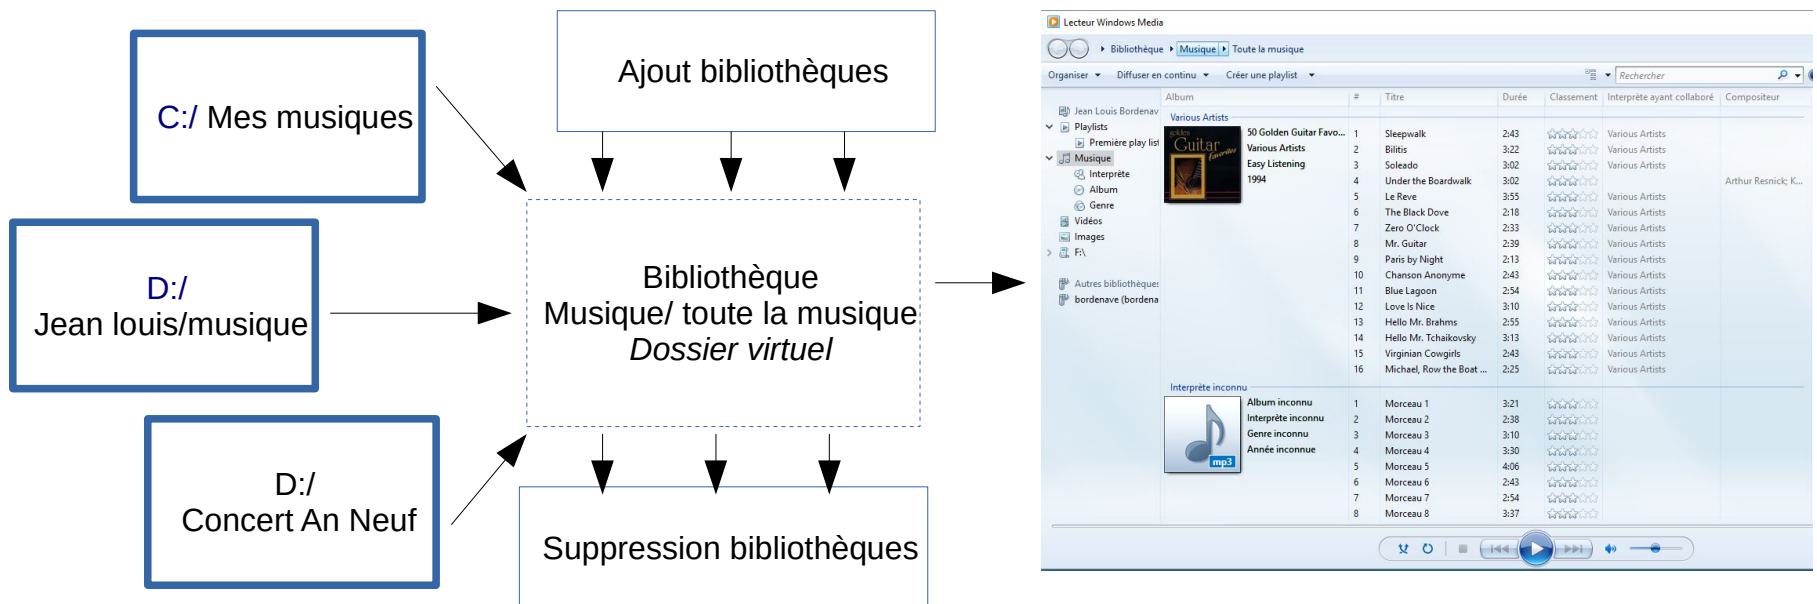 C:/ Mes musiques
D:/
Jean louis/musique
D:/
Concert An Neuf
Ajout bibliothèques
Bibliothèque
Musique/ toute la musique
Dossier virtuel
Suppression bibliothèques
Lecteur Windows Media
Bibliothèque Musique Toute la musique
Organiser Diffuser en continu Créer une playlist Rechercher
Jean Louis Bordenav
Playlists
Première play list
Musique
Interprète
Album
Genre
Vidéos
Images
F:\
Autres bibliothèques
bordenave (bordena
Album # Titre Durée Classement Interprète ayant collaboré Compositeur
Various Artists
golden
Guitar
favorites
50 Golden Guitar Favo...
Various Artists
Easy Listening
1994
1 Sleepwalk 2:43 Various Artists
2 Bilitis 3:22 Various Artists
3 Soleado 3:02 Various Artists
4 Under the Boardwalk 3:02 Arthur Resnick; K...
5 Le Reve 3:55 Various Artists
6 The Black Dove 2:18 Various Artists
7 Zero O'Clock 2:33 Various Artists
8 Mr. Guitar 2:39 Various Artists
9 Paris by Night 2:13 Various Artists
10 Chanson Anonyme 2:43 Various Artists
11 Blue Lagoon 2:54 Various Artists
12 Love Is Nice 3:10 Various Artists
13 Hello Mr. Brahms 2:55 Various Artists
14 Hello Mr. Tchaikovsky 3:13 Various Artists
15 Virginian Cowgirls 2:43 Various Artists
16 Michael, Row the Boat ... 2:25 Various Artists
Interprète inconnu
mp3
Album inconnu
Interprète inconnu
Genre inconnu
Année inconnue
1 Morceau 1 3:21
2 Morceau 2 2:38
3 Morceau 3 3:10
4 Morceau 4 3:30
5 Morceau 5 4:06
6 Morceau 6 2:43
7 Morceau 7 2:54
8 Morceau 8 3:37